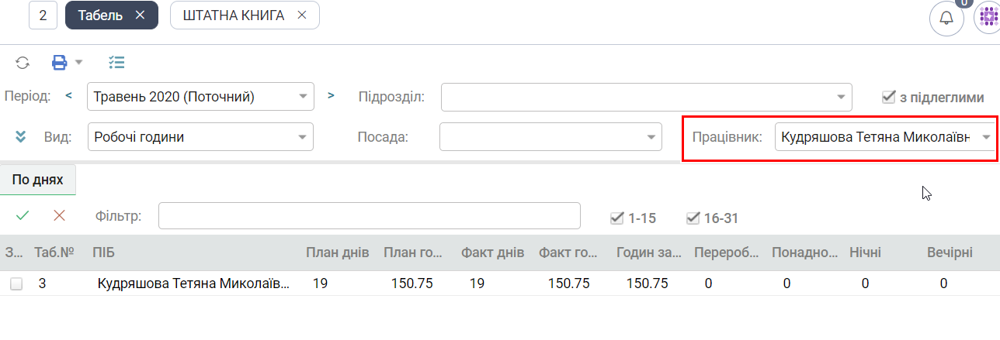 2 Табель ШТАТНА КНИГА 0
Період: < Травень 2020 (Поточний) > Підрозділ: з підлеглими
Вид: Робочі години Посада: Працівник: Кудряшова Тетяна Миколаївн
По днях
Фільтр: 1-15 16-31
З... Таб.№ ПІБ План днів План го... Факт днів Факт го... Годин за... Перероб... Понадно... Нічні Вечірні
3 Кудряшова Тетяна Миколаїв... 19 150.75 19 150.75 150.75 0 0 0 0